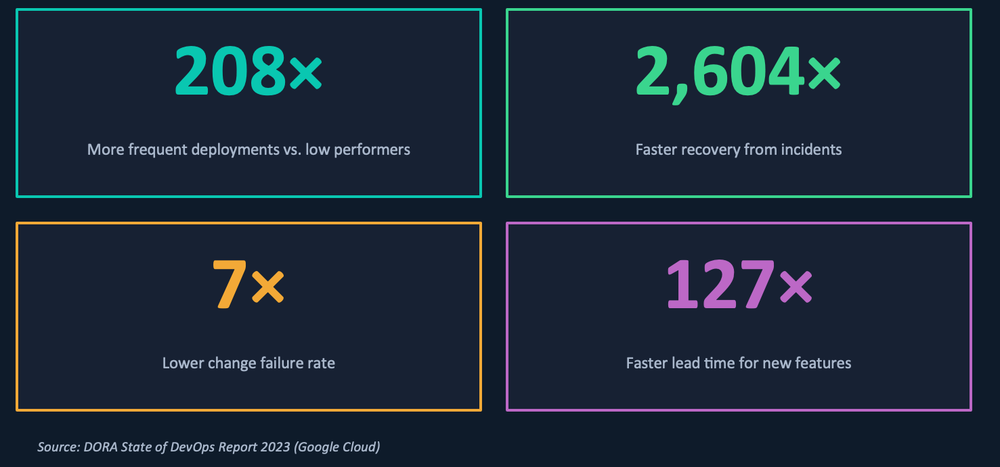 208×
More frequent deployments vs. low performers
2,604×
Faster recovery from incidents
7×
Lower change failure rate
127×
Faster lead time for new features
Source: DORA State of DevOps Report 2023 (Google Cloud)